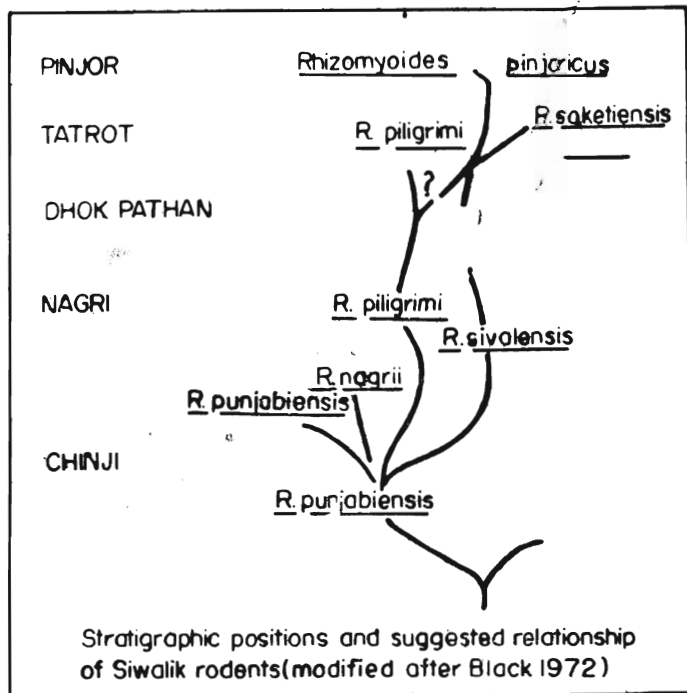 PINJOR Rhizomyoides pinjoricus
TATROT R. piligrimi R. saketiensis
?
DHOK PATHAN
NAGRI R. piligrimi
R. sivalensis
R. nagrii
R. punjabiensis
CHINJI
R. punjabiensis
Stratigraphic positions and suggested relationship
of Siwalik rodents (modified after Black 1972)